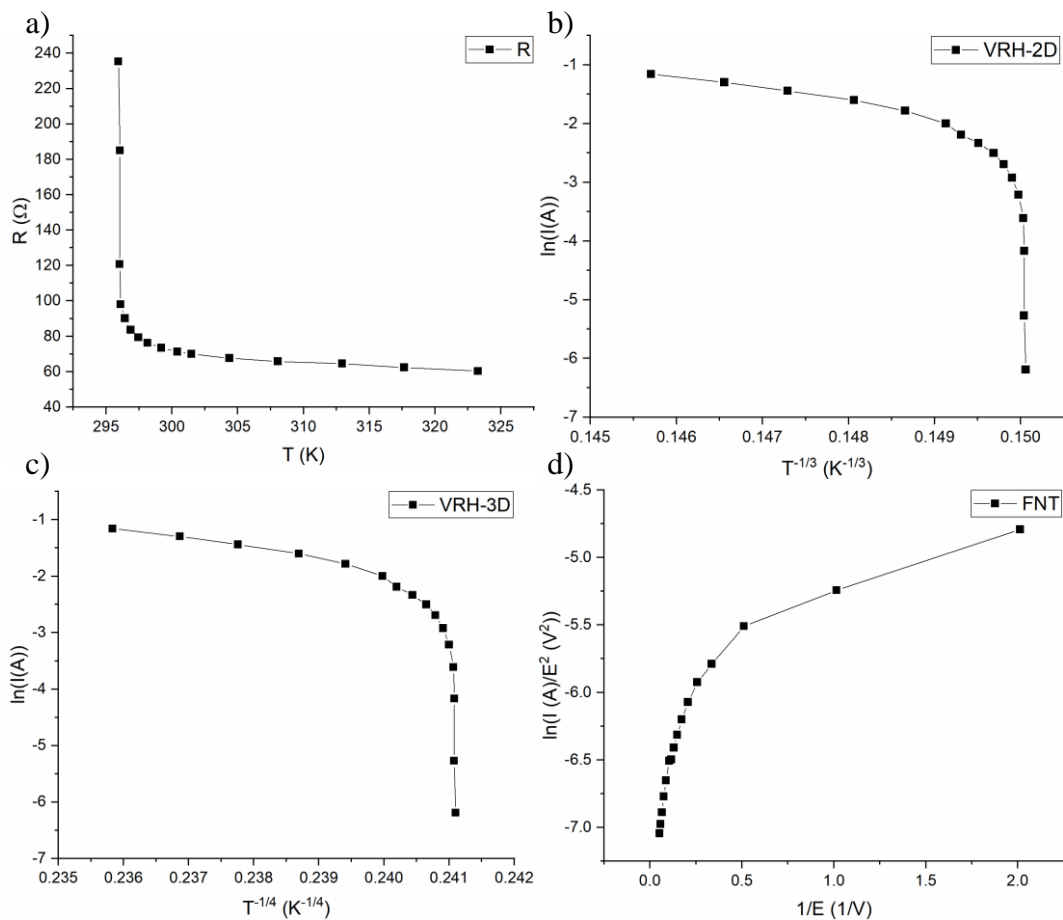 a)
R
240
220
200
180
160
140
120
100
80
60
40
R (Ω)
295 300 305 310 315 320 325
T (K)
b)
VRH-2D
-1
-2
-3
-4
-5
-6
-7
ln(I(A))
0.145 0.146 0.147 0.148 0.149 0.150
T-1/3 (K-1/3)
c)
VRH-3D
-1
-2
-3
-4
-5
-6
-7
ln(I(A))
0.235 0.236 0.237 0.238 0.239 0.240 0.241 0.242
T-1/4 (K-1/4)
d)
FNT
-4.5
-5.0
-5.5
-6.0
-6.5
-7.0
ln(I (A)/E2 (V2))
0.0 0.5 1.0 1.5 2.0
1/E (1/V)